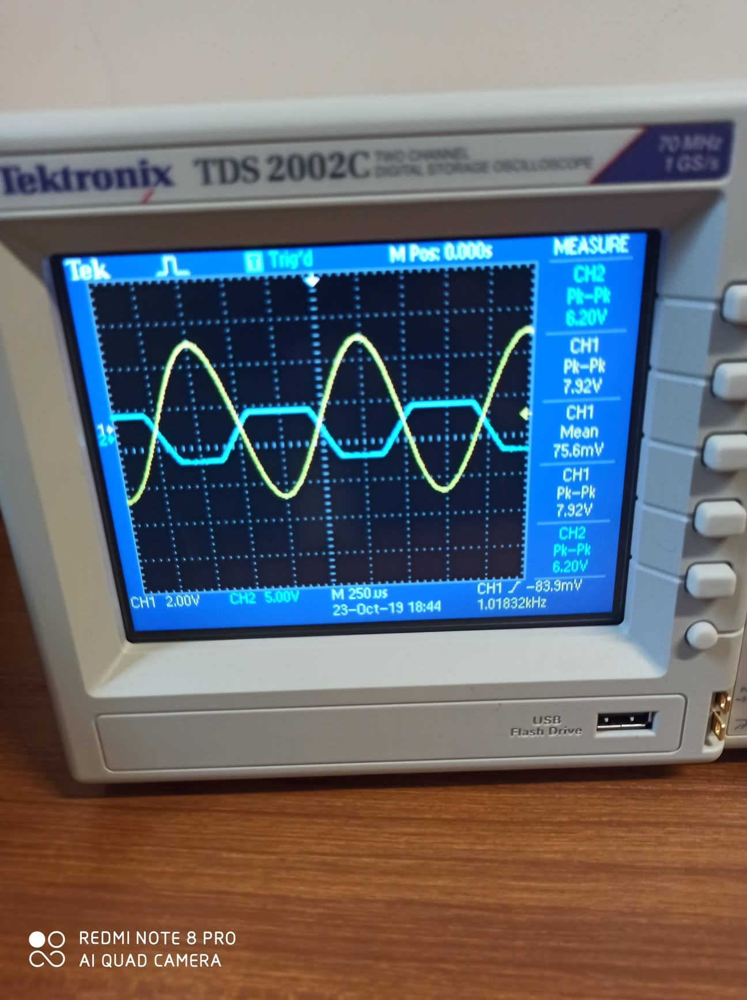 Tektronix TDS 2002C TWO CHANNEL
DIGITAL STORAGE OSCILLOSCOPE
70 MHz
1 GS/s
Tek T Trig'd M Pos: 0.000s MEASURE
CH2
Pk-Pk
6.20V
CH1
Pk-Pk
7.92V
CH1
Mean
75.6mV
CH1
Pk-Pk
7.92V
CH2
Pk-Pk
6.20V
1
2
CH1 2.00V CH2 5.00V M 250µs CH1 -83.9mV
23-Oct-19 18:44 1.01832kHz
USB
Flash Drive
REDMI NOTE 8 PRO
AI QUAD CAMERA